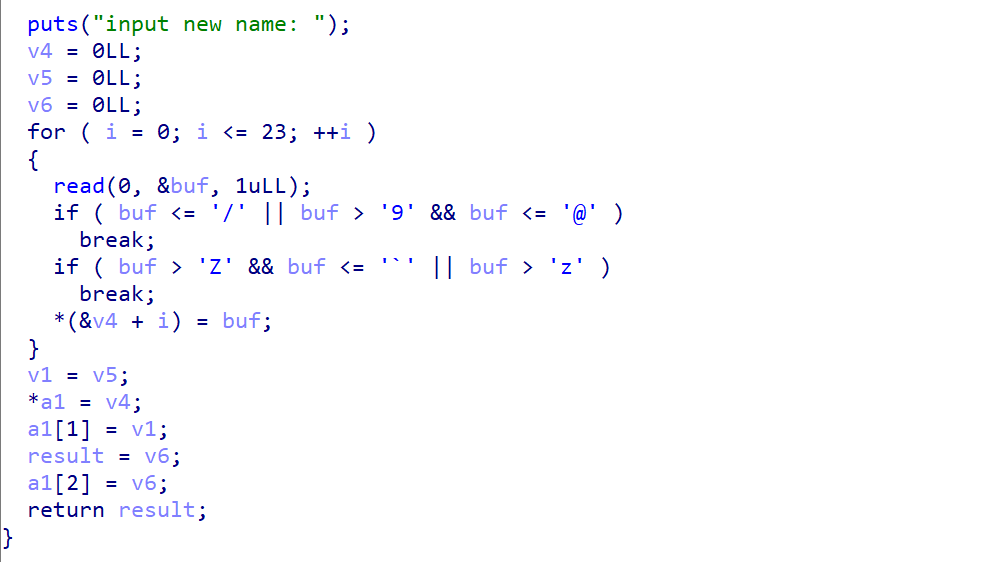 puts("input new name: ");
v4 = 0LL;
v5 = 0LL;
v6 = 0LL;
for ( i = 0; i <= 23; ++i )
{
read(0, &buf, 1uLL);
if ( buf <= '/' || buf > '9' && buf <= '@' )
break;
if ( buf > 'Z' && buf <= '`' || buf > 'z' )
break;
*(&v4 + i) = buf;
}
v1 = v5;
*a1 = v4;
a1[1] = v1;
result = v6;
a1[2] = v6;
return result;
}